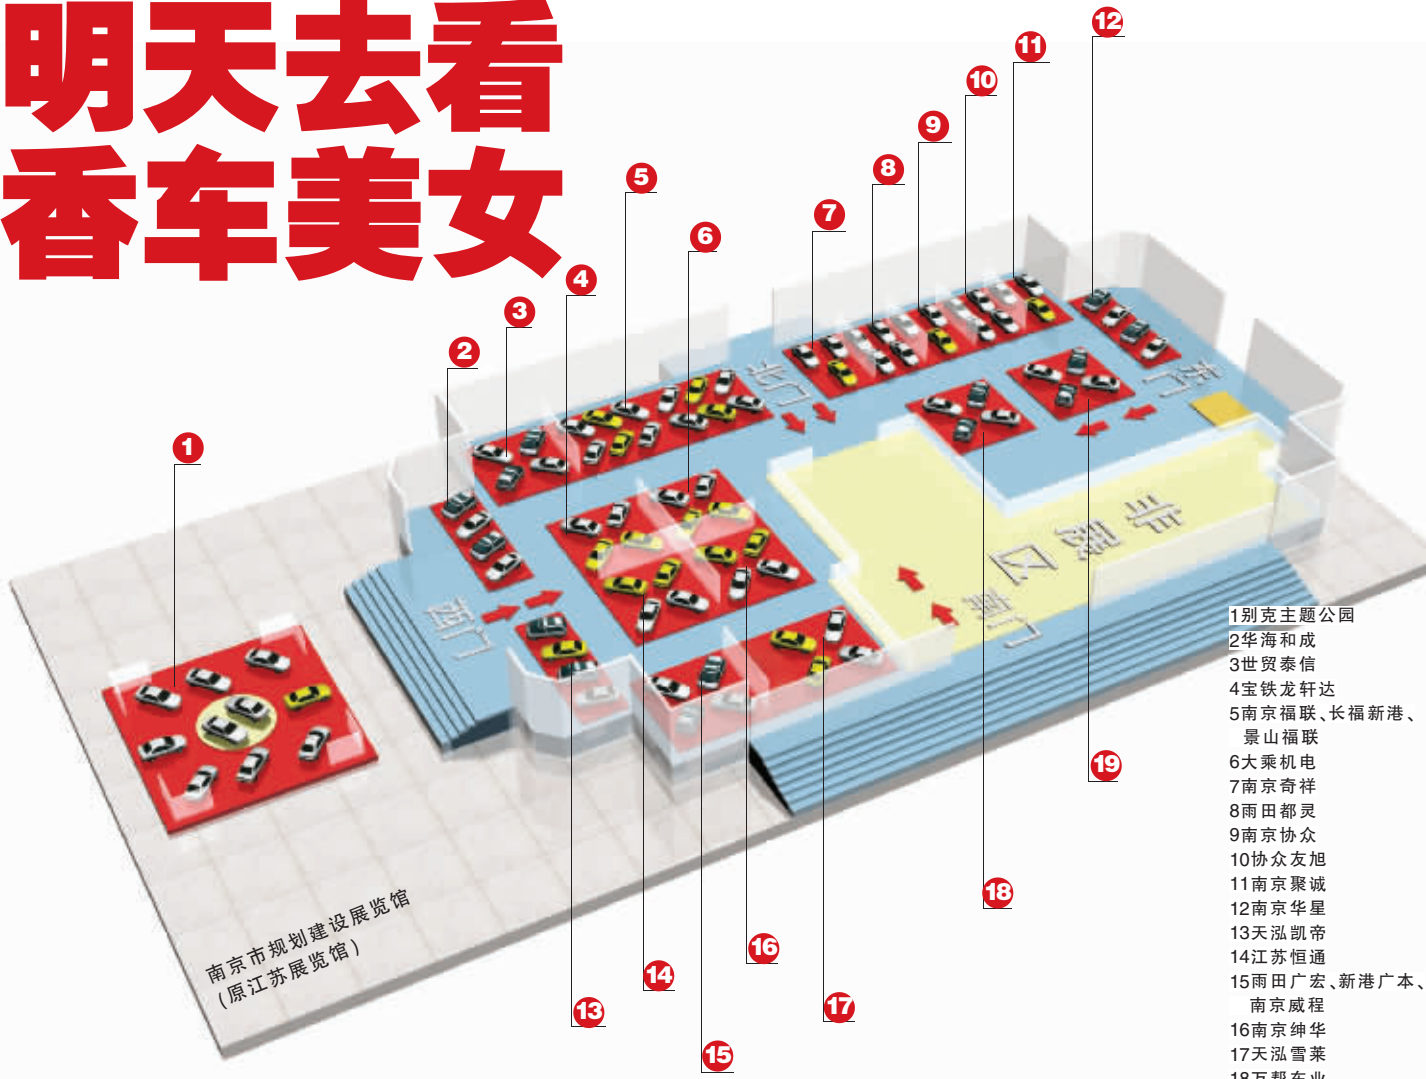 明天去看
香车美女
12
11
10
9
8
5
7
6
4
3
2
1
北门
东门
西门
南门
非展区
19
18
16
14
17
13
15
南京市规划建设展览馆
(原江苏展览馆)
1别克主题公园
2华海和成
3世贸泰信
4宝铁龙轩达
5南京福联、长福新港、
景山福联
6大乘机电
7南京奇祥
8雨田都灵
9南京协众
10协众友旭
11南京聚诚
12南京华星
13天泓凯帝
14江苏恒通
15雨田广宏、新港广本、
南京威程
16南京绅华
17天泓雪莱
18万帮车业